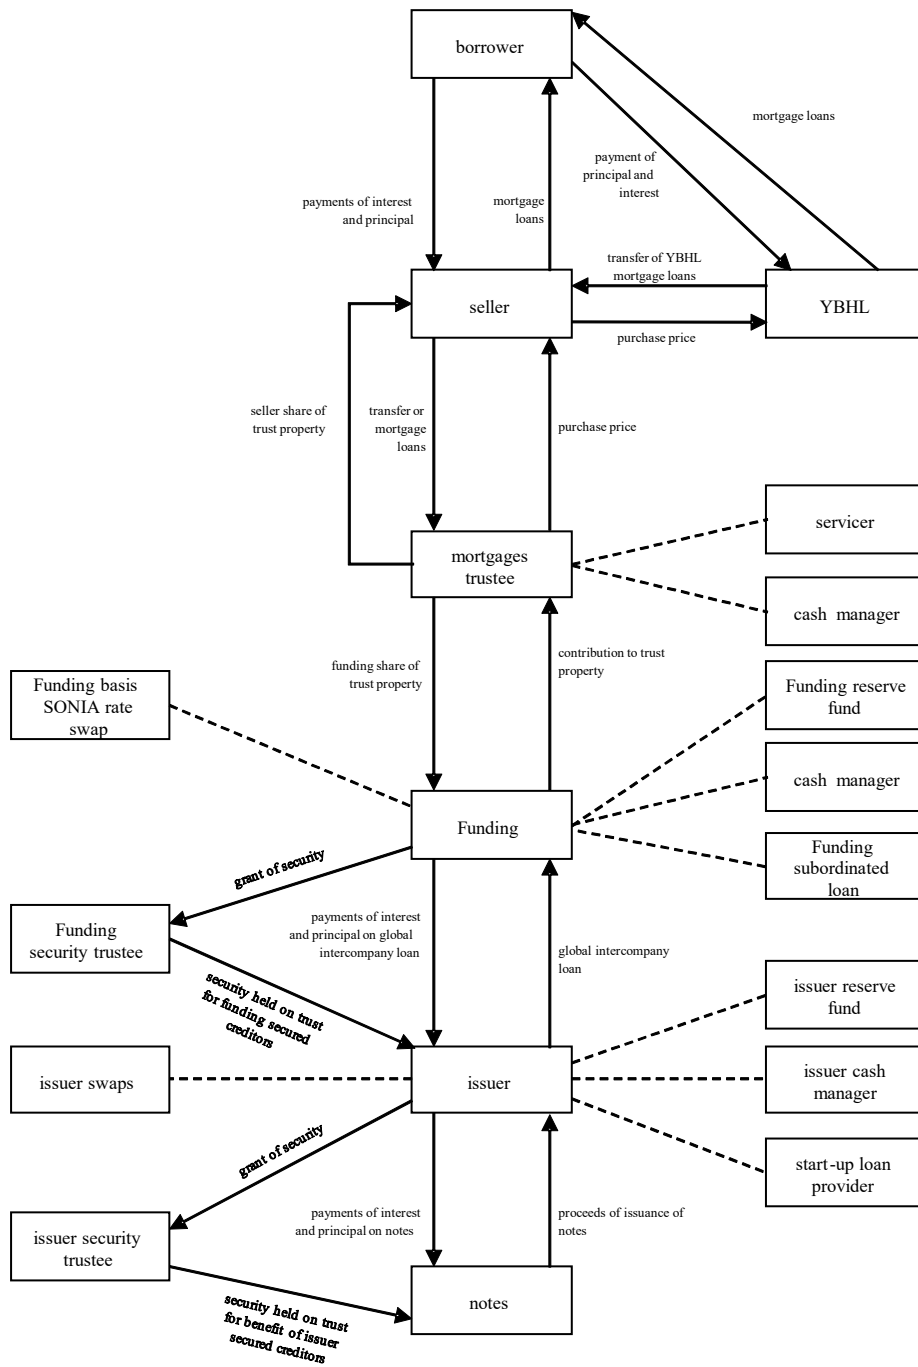 borrower
mortgage loans
payment of
principal and
interest
payments of interest
and principal
mortgage
loans
transfer of YBHL
mortgage loans
seller
YBHL
purchase price
seller share of
trust property
transfer or
mortgage
loans
purchase price
servicer
mortgages
trustee
cash manager
funding share of
trust property
contribution to trust
property
Funding basis
SONIA rate
swap
Funding reserve
fund
cash manager
Funding
Funding
subordinated
loan
grant of security
payments of interest
and principal on global
intercompany loan
global intercompany
loan
Funding
security trustee
security held on trust
for funding secured
creditors
issuer reserve
fund
issuer swaps
issuer
issuer cash
manager
grant of security
start-up loan
provider
payments of interest
and principal on notes
proceeds of issuance of
notes
issuer security
trustee
notes
security held on trust
for benefit of issuer
secured creditors